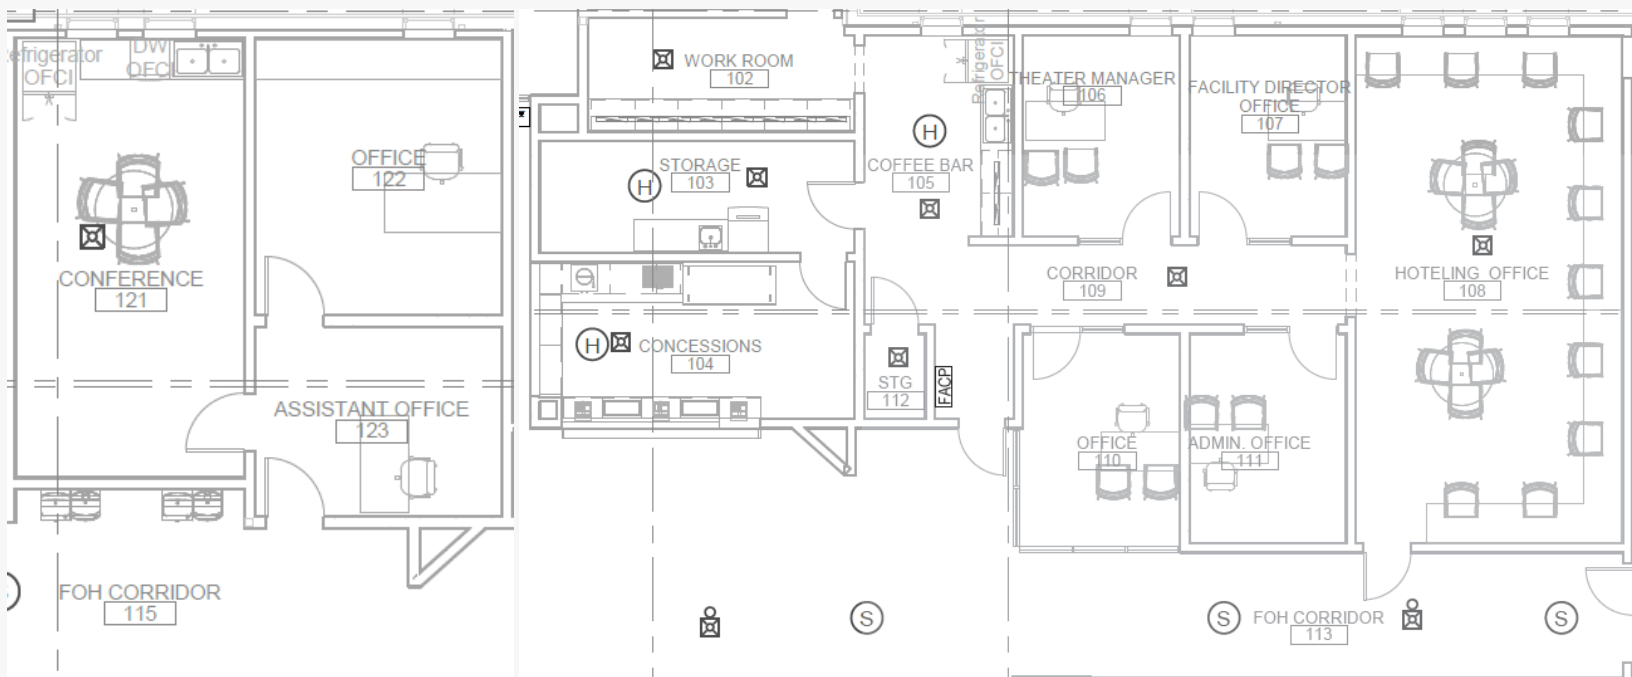 Refrigerator
OFCI
DW
OFCI
CONFERENCE
121
OFFICE
122
ASSISTANT OFFICE
123
FOH CORRIDOR
115
WORK ROOM
102
STORAGE
103
H
CONCESSIONS
104
H
Refrigerator
OFCI
H
COFFEE BAR
105
THEATER MANAGER
106
FACILITY DIRECTOR
OFFICE
107
CORRIDOR
109
HOTELING OFFICE
108
STG
112
FACP
OFFICE
110
ADMIN. OFFICE
111
S
S
FOH CORRIDOR
113
S